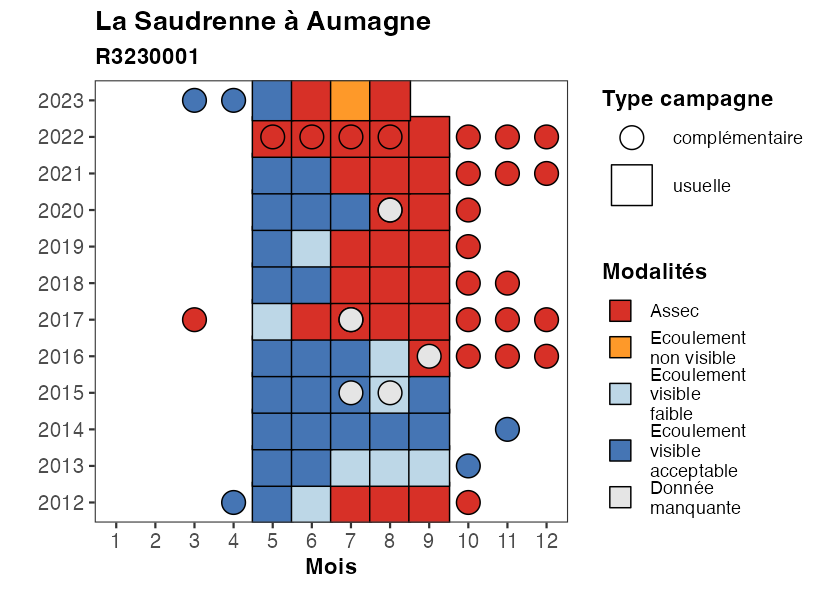 La Saudrenne à Aumagne
R3230001
2023
2022
2021
2020
2019
2018
2017
2016
2015
2014
2013
2012
1 2 3 4 5 6 7 8 9 10 11 12
Mois
Type campagne
complémentaire
usuelle
Modalités
Assec
Ecoulement
non visible
Ecoulement
visible
faible
Ecoulement
visible
acceptable
Donnée
manquante